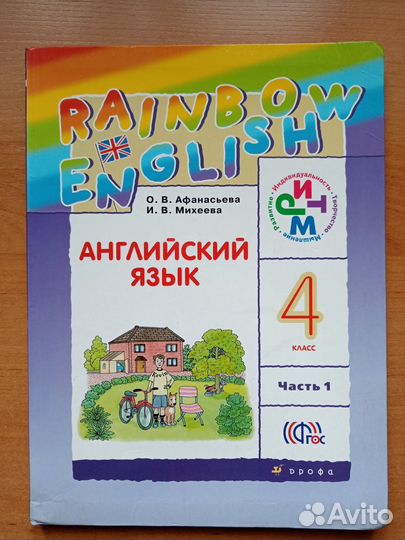 RAINBOW
ENGLISH
О. В. Афанасьева
И. В. Михеева
АНГЛИЙСКИЙ
ЯЗЫК
РИТМ
Развитие • Индивидуальность • Творчество • Мышление
4
КЛАСС
Часть 1
ФГОС
дрофа
Avito